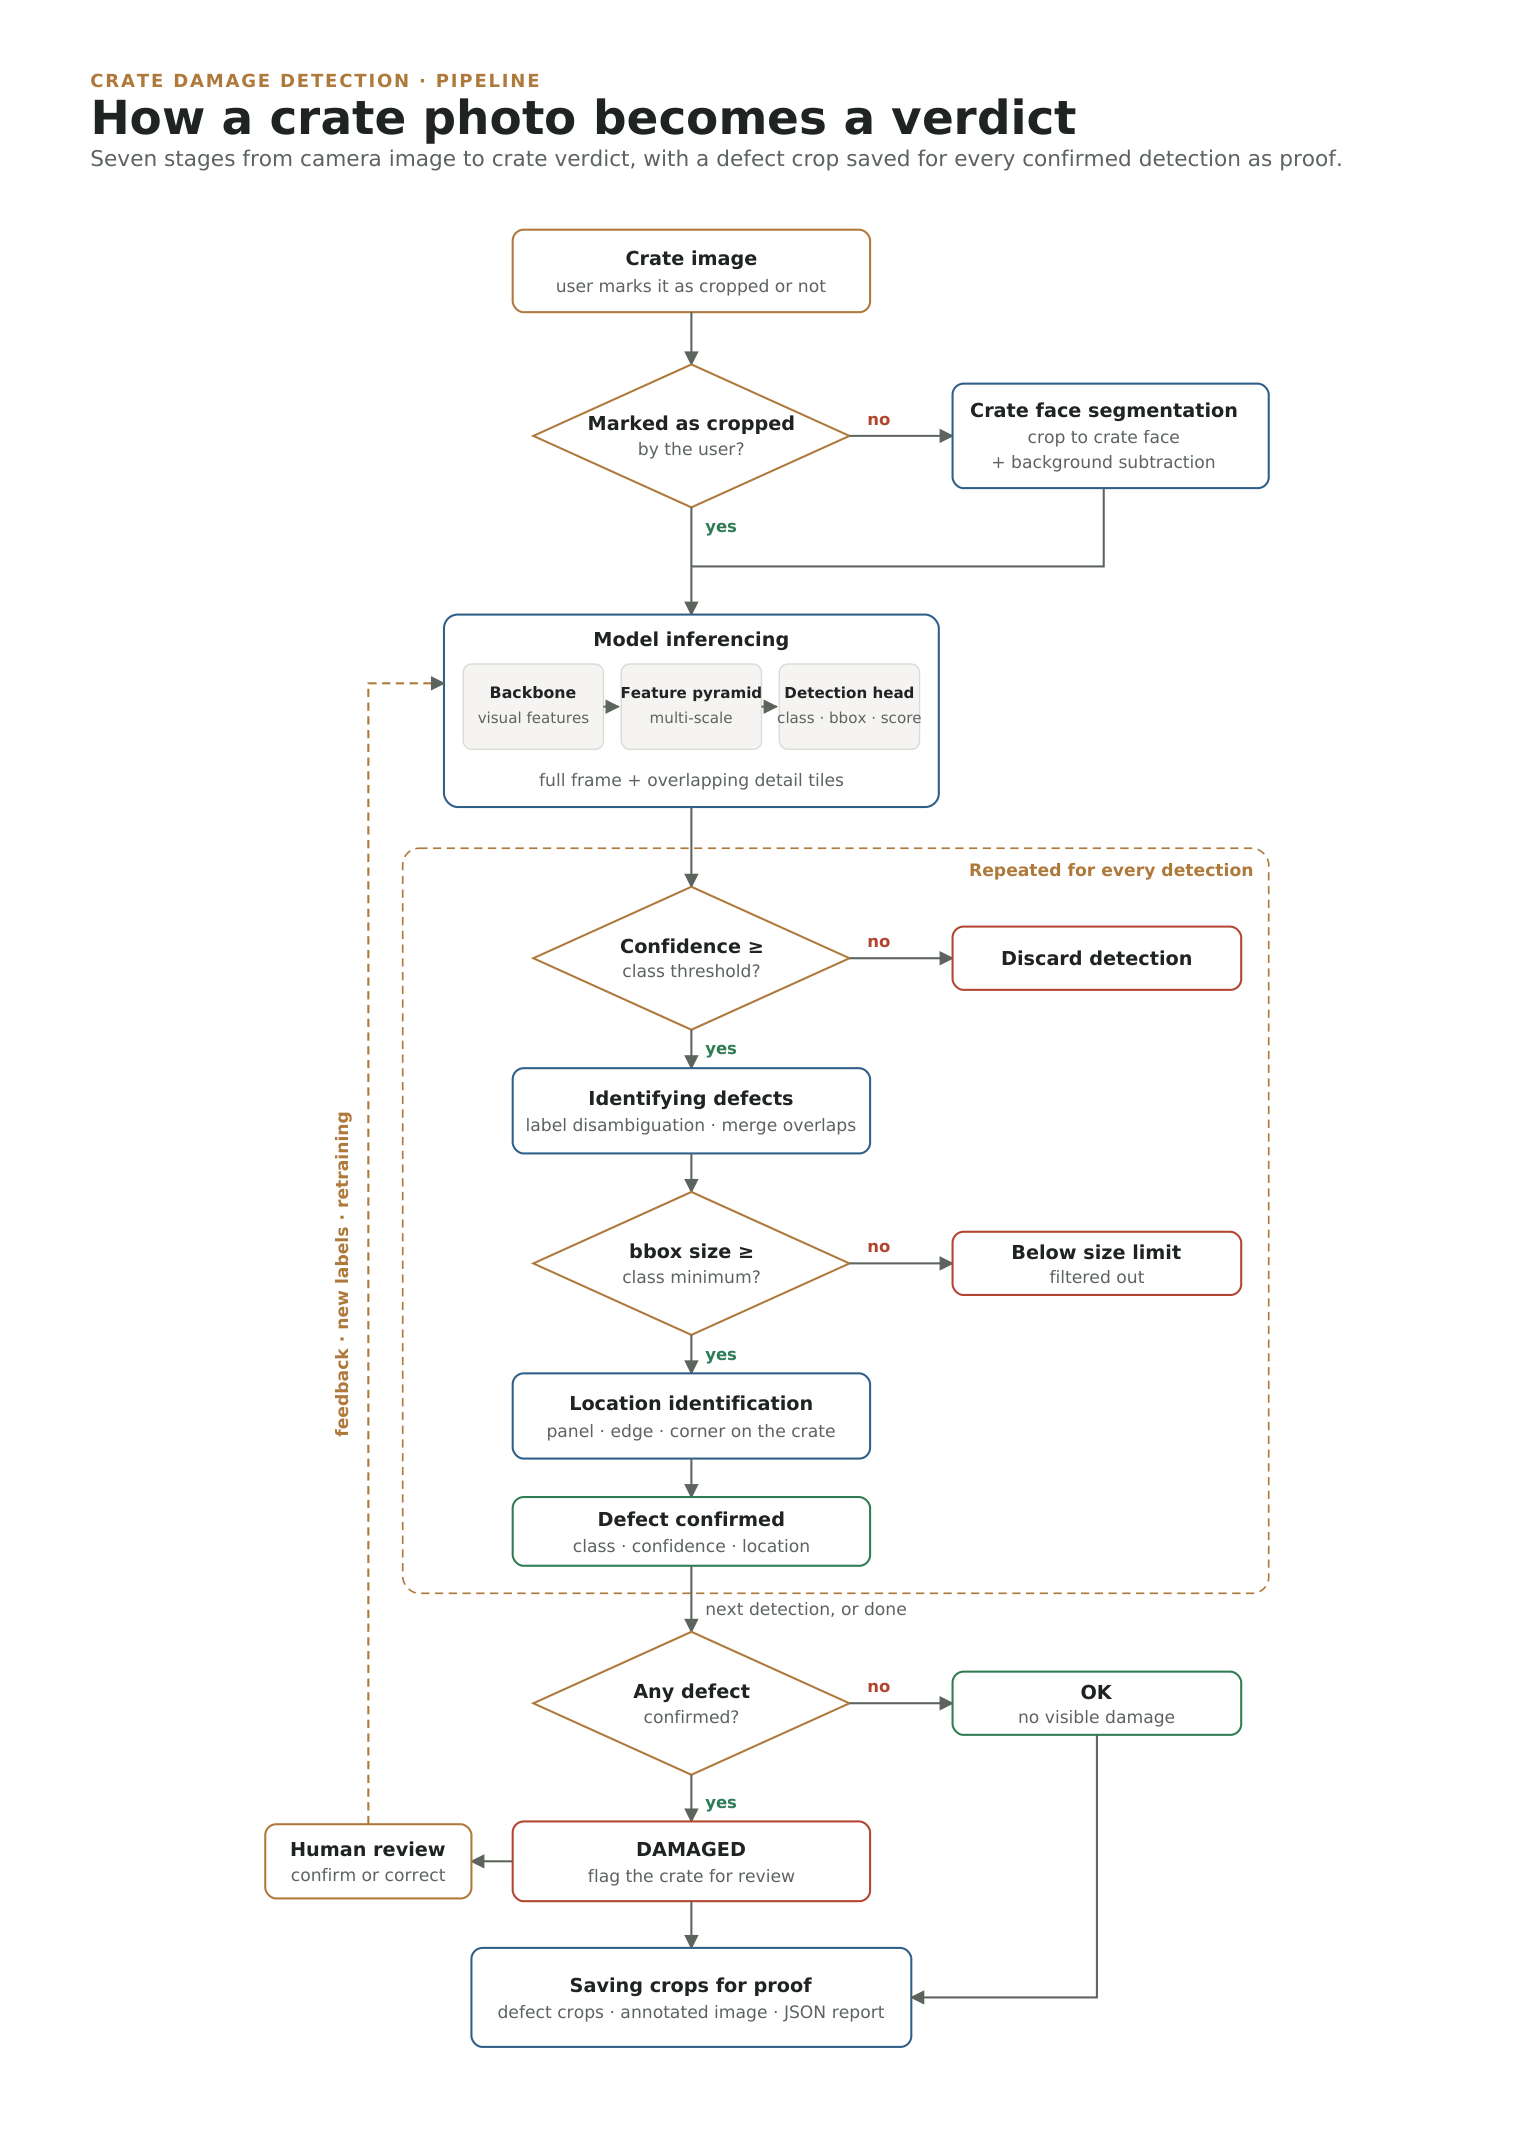 CRATE DAMAGE DETECTION · PIPELINE
How a crate photo becomes a verdict
Seven stages from camera image to crate verdict, with a defect crop saved for every confirmed detection as proof.
Crate image
user marks it as cropped or not
Marked as cropped
by the user?
no
Crate face segmentation
crop to crate face
+ background subtraction
yes
Model inferencing
Backbone
visual features
Feature pyramid
multi-scale
Detection head
class · bbox · score
full frame + overlapping detail tiles
Repeated for every detection
Confidence ≥
class threshold?
no
Discard detection
yes
Identifying defects
label disambiguation · merge overlaps
bbox size ≥
class minimum?
no
Below size limit
filtered out
yes
Location identification
panel · edge · corner on the crate
Defect confirmed
class · confidence · location
next detection, or done
feedback · new labels · retraining
Any defect
confirmed?
no
OK
no visible damage
yes
DAMAGED
flag the crate for review
Human review
confirm or correct
Saving crops for proof
defect crops · annotated image · JSON report